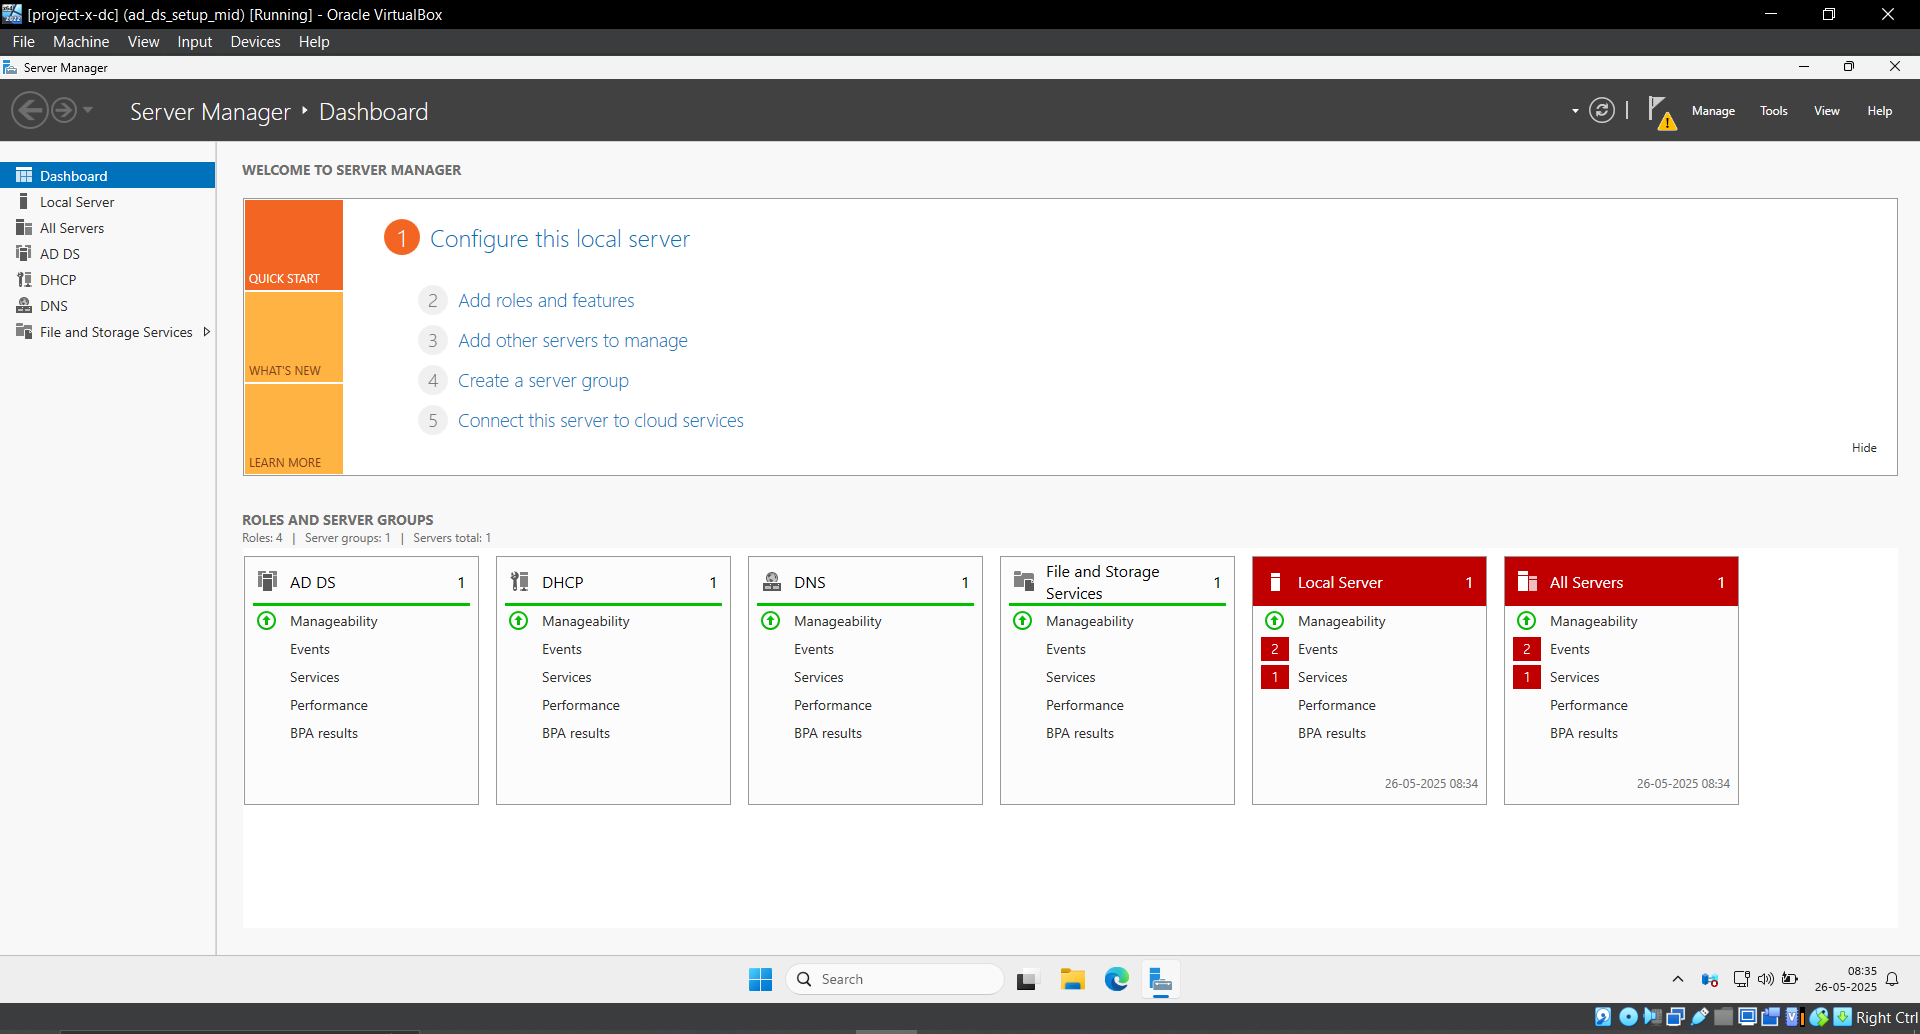 [project-x-dc] (ad_ds_setup_mid) [Running] - Oracle VirtualBox
File Machine View Input Devices Help
Server Manager
Server Manager ‣ Dashboard
Manage Tools View Help
Dashboard
Local Server
All Servers
AD DS
DHCP
DNS
File and Storage Services
WELCOME TO SERVER MANAGER
QUICK START
WHAT'S NEW
LEARN MORE
1 Configure this local server
2 Add roles and features
3 Add other servers to manage
4 Create a server group
5 Connect this server to cloud services
Hide
ROLES AND SERVER GROUPS
Roles: 4 | Server groups: 1 | Servers total: 1
AD DS 1
Manageability
Events
Services
Performance
BPA results
DHCP 1
Manageability
Events
Services
Performance
BPA results
DNS 1
Manageability
Events
Services
Performance
BPA results
File and Storage
Services 1
Manageability
Events
Services
Performance
BPA results
Local Server 1
Manageability
2 Events
1 Services
Performance
BPA results
26-05-2025 08:34
All Servers 1
Manageability
2 Events
1 Services
Performance
BPA results
26-05-2025 08:34
Search
08:35
26-05-2025
Right Ctrl